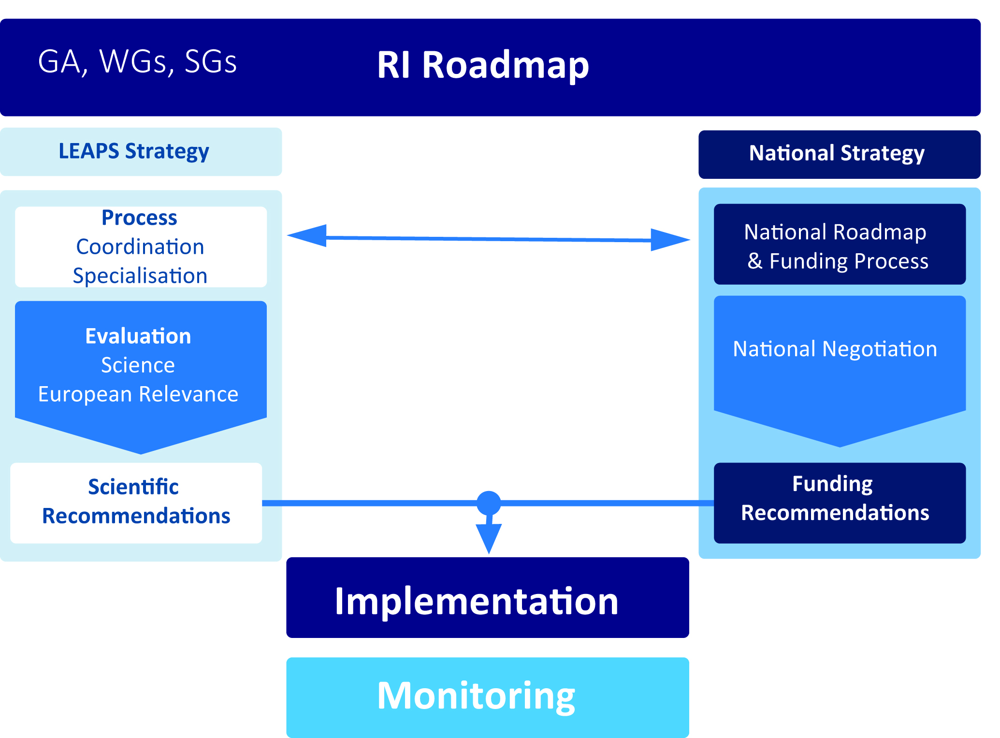 GA, WGs, SGs
RI Roadmap
LEAPS Strategy
Process
Coordination
Specialisation
Evaluation
Science
European Relevance
Scientific
Recommendations
National Strategy
National Roadmap
& Funding Process
National Negotiation
Funding
Recommendations
Implementation
Monitoring